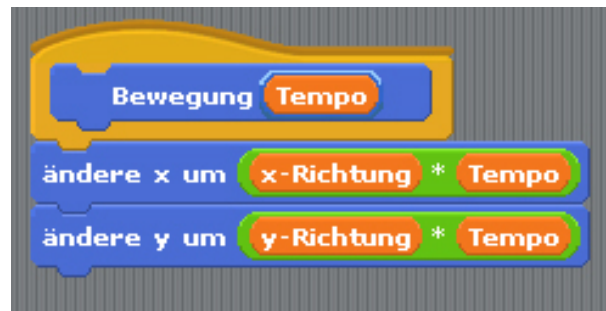 Bewegung Tempo
ändere x um x-Richtung * Tempo
ändere y um y-Richtung * Tempo